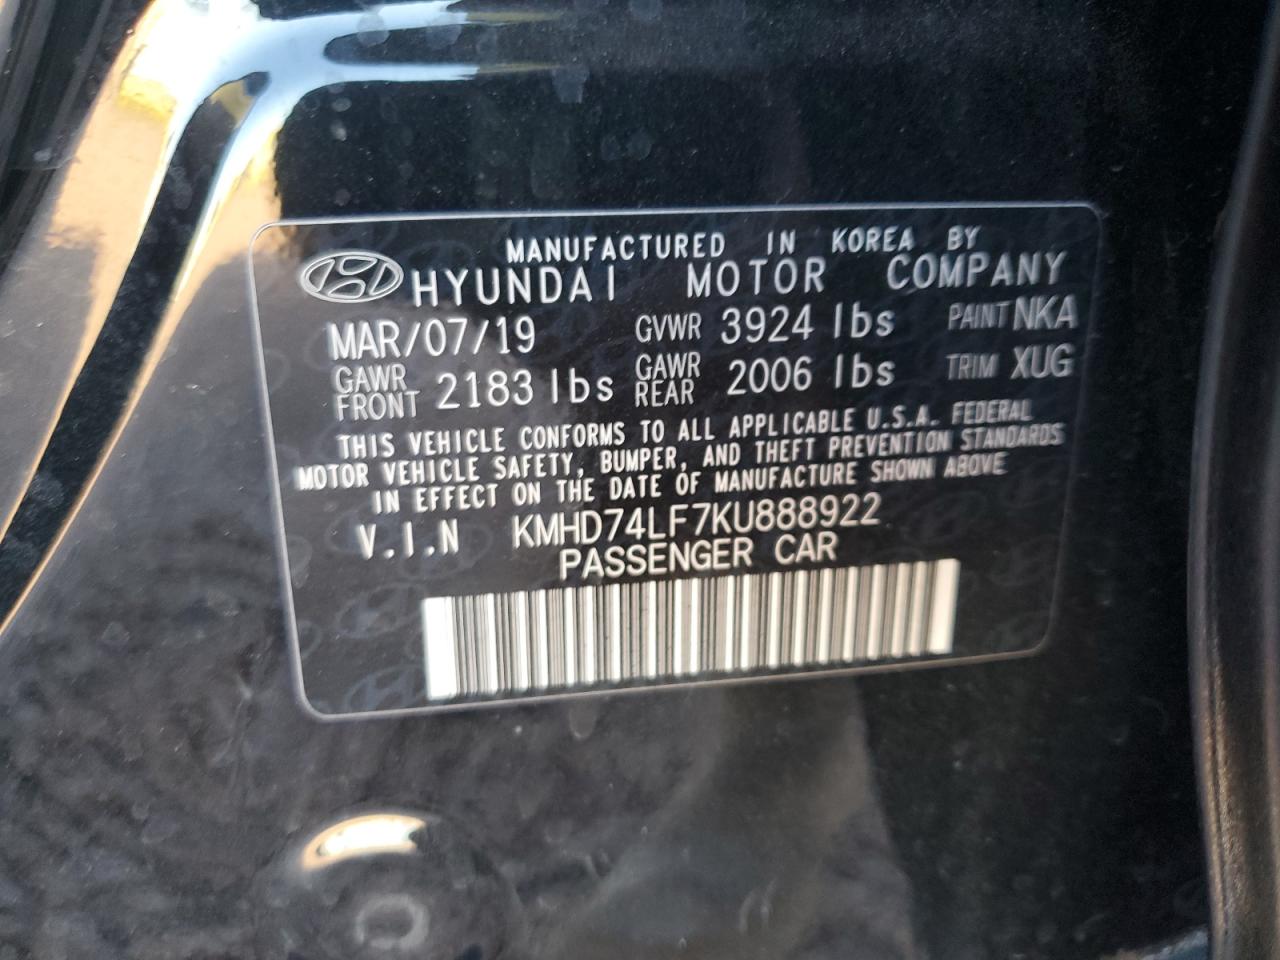 MANUFACTURED IN KOREA BY
HYUNDAI MOTOR COMPANY
MAR/07/19 GVWR 3924 lbs PAINT NKA
GAWR FRONT 2183 lbs GAWR REAR 2006 lbs TRIM XUG
THIS VEHICLE CONFORMS TO ALL APPLICABLE U.S.A. FEDERAL
MOTOR VEHICLE SAFETY, BUMPER, AND THEFT PREVENTION STANDARDS
IN EFFECT ON THE DATE OF MANUFACTURE SHOWN ABOVE
V.I.N KMHD74LF7KU888922
PASSENGER CAR